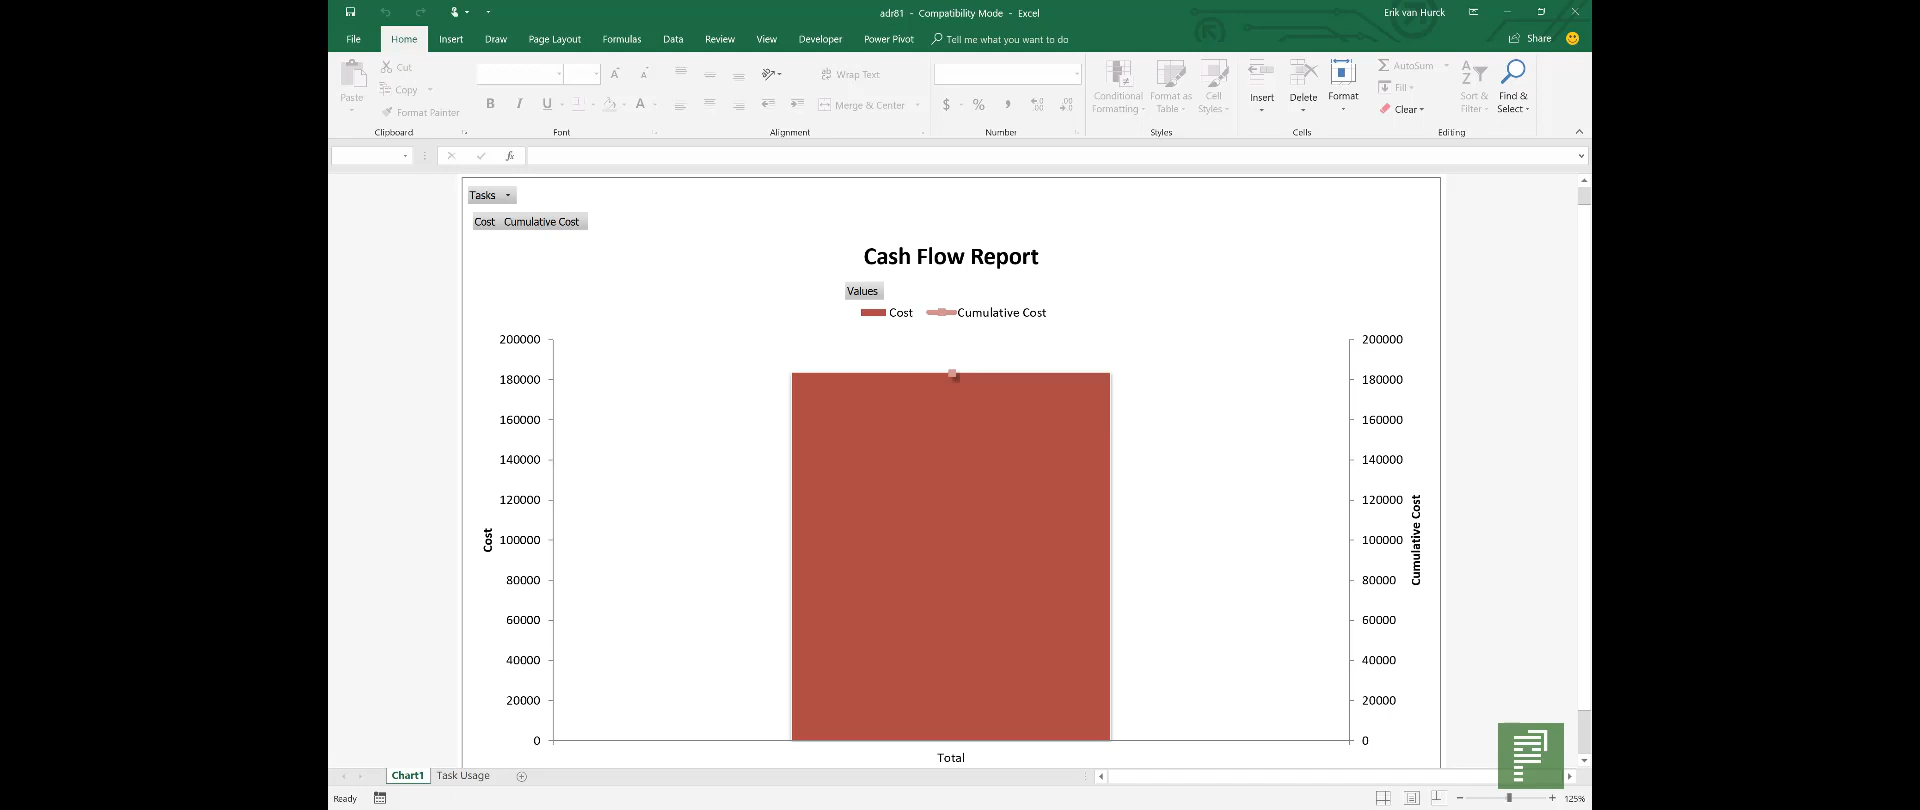 adr81 - Compatibility Mode - Excel
Erik van Hurck
File Home Insert Draw Page Layout Formulas Data Review View Developer Power Pivot Tell me what you want to do
Share
Paste
Cut
Copy
Format Painter
Clipboard
B I U A
Font
Wrap Text
Merge & Center
Alignment
$ % ,
Number
Conditional Formatting
Format as Table
Cell Styles
Styles
Insert Delete Format
Cells
AutoSum
Fill
Clear
Sort & Filter
Find & Select
Editing
fx
Tasks
Cost Cumulative Cost
Cash Flow Report
Values
Cost Cumulative Cost
200000 200000
180000 180000
160000 160000
140000 140000
120000 120000
100000 100000
80000 80000
60000 60000
40000 40000
20000 20000
0 0
Cost
Cumulative Cost
Total
Chart1 Task Usage
Ready
125%